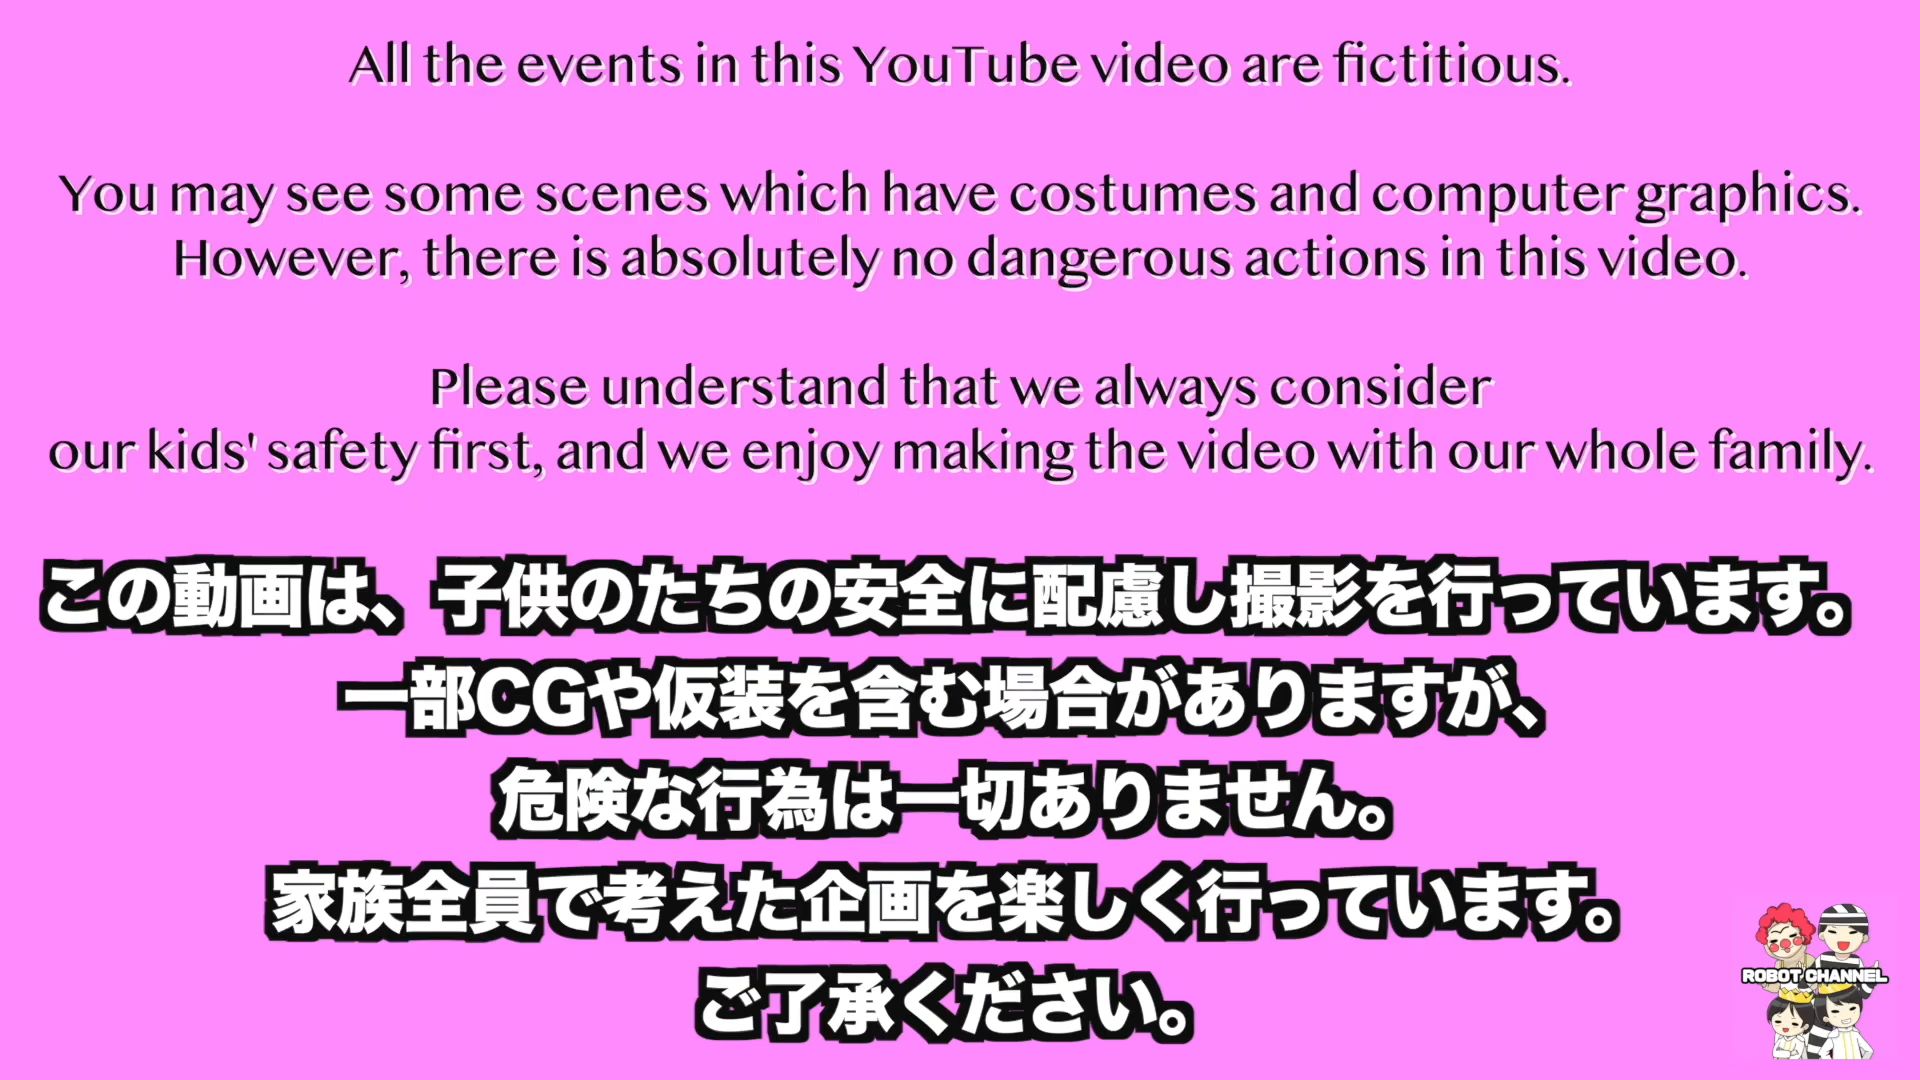 All the events in this YouTube video are fictitious.
You may see some scenes which have costumes and computer graphics.
However, there is absolutely no dangerous actions in this video.
Please understand that we always consider
our kids' safety first, and we enjoy making the video with our whole family.
この動画は、子供のたちの安全に配慮し撮影を行っています。
一部CGや仮装を含む場合がありますが、
危険な行為は一切ありません。
家族全員で考えた企画を楽しく行っています。
ご了承ください。
ROBOT CHANNEL